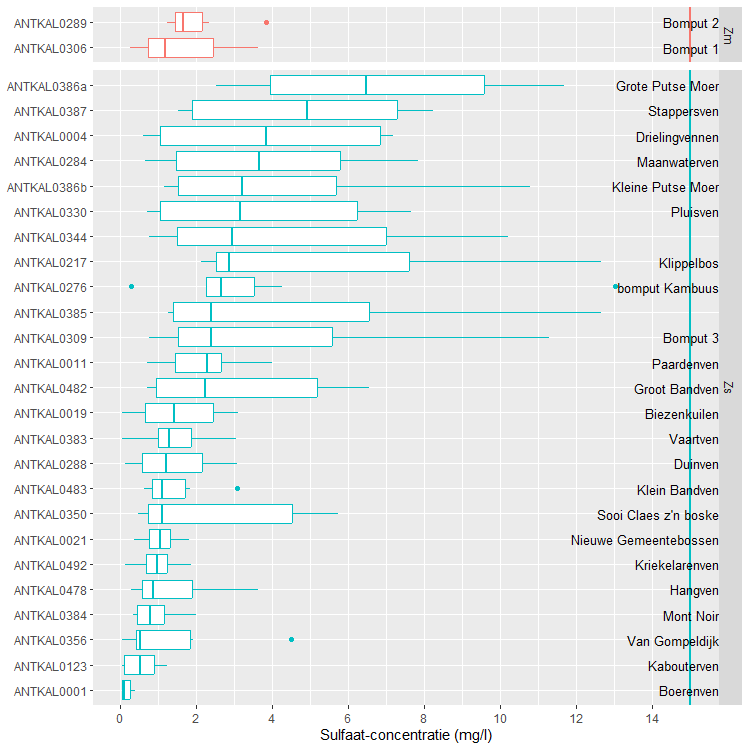 ANTKAL0289 Bomput 2
ANTKAL0306 Bomput 1
Zm
ANTKAL0386a Grote Putse Moer
ANTKAL0387 Stappersven
ANTKAL0004 Drielingvennen
ANTKAL0284 Maanwaterven
ANTKAL0386b Kleine Putse Moer
ANTKAL0330 Pluisven
ANTKAL0344
ANTKAL0217 Klippelbos
ANTKAL0276 bomput Kambuus
ANTKAL0385
ANTKAL0309 Bomput 3
ANTKAL0011 Paardenven
ANTKAL0482 Groot Bandven
ANTKAL0019 Biezenkuilen
ANTKAL0383 Vaartven
ANTKAL0288 Duinven
ANTKAL0483 Klein Bandven
ANTKAL0350 Sooi Claes z'n boske
ANTKAL0021 Nieuwe Gemeentebossen
ANTKAL0492 Kriekelarenven
ANTKAL0478 Hangven
ANTKAL0384 Mont Noir
ANTKAL0356 Van Gompeldijk
ANTKAL0123 Kabouterven
ANTKAL0001 Boerenven
Zs
0 2 4 6 8 10 12 14
Sulfaat-concentratie (mg/l)